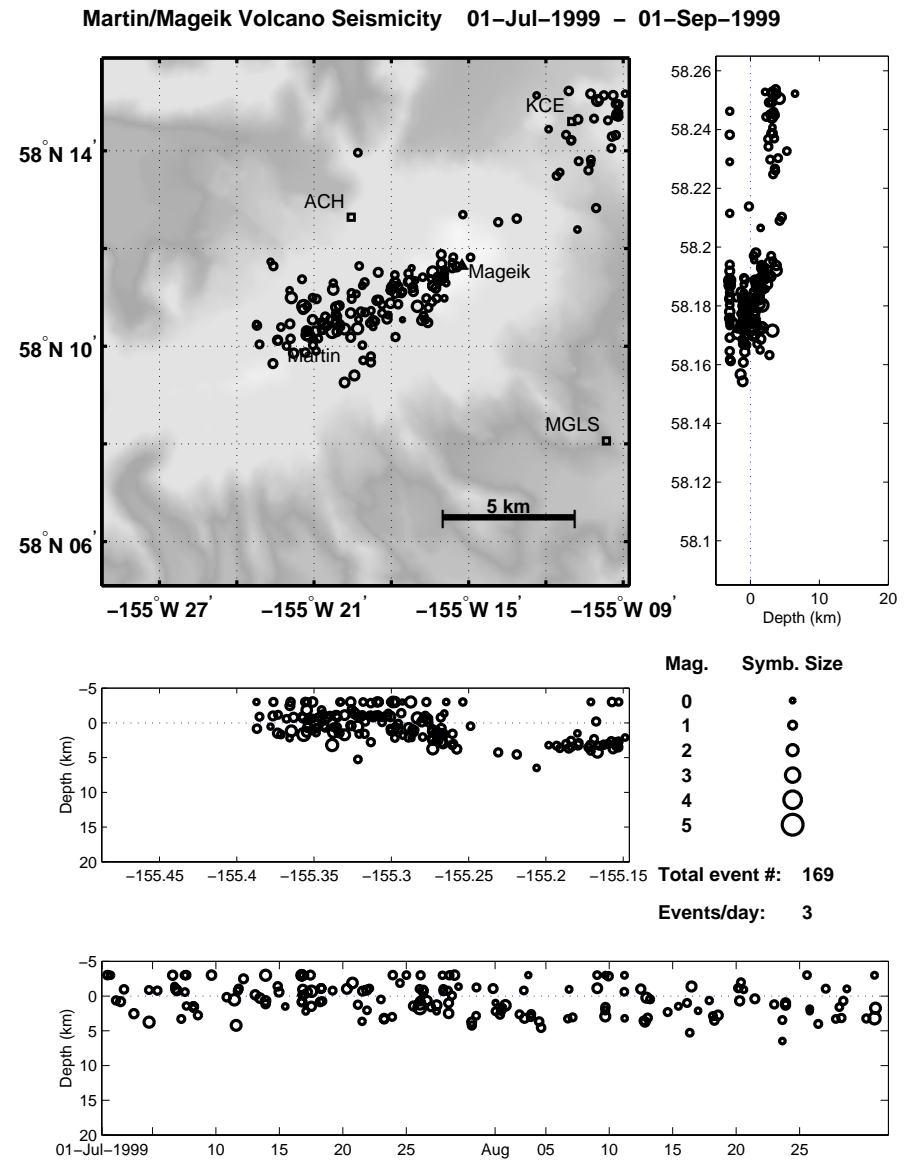 Martin/Mageik Volcano Seismicity 01−Jul−1999 − 01−Sep−1999
KCE
58°N 14'
ACH
Mageik
58°N 10'
Martin
MGLS
5 km
58°N 06'
−155°W 27' −155°W 21' −155°W 15' −155°W 09'
58.26
58.24
58.22
58.2
58.18
58.16
58.14
58.12
58.1
0 10 20
Depth (km)
Mag. Symb. Size
0
1
2
3
4
5
Total event #: 169
Events/day: 3
−5
0
5
10
15
20
Depth (km)
−155.45 −155.4 −155.35 −155.3 −155.25 −155.2 −155.15
−5
0
5
10
15
20
Depth (km)
01−Jul−1999 10 15 20 25 Aug 05 10 15 20 25